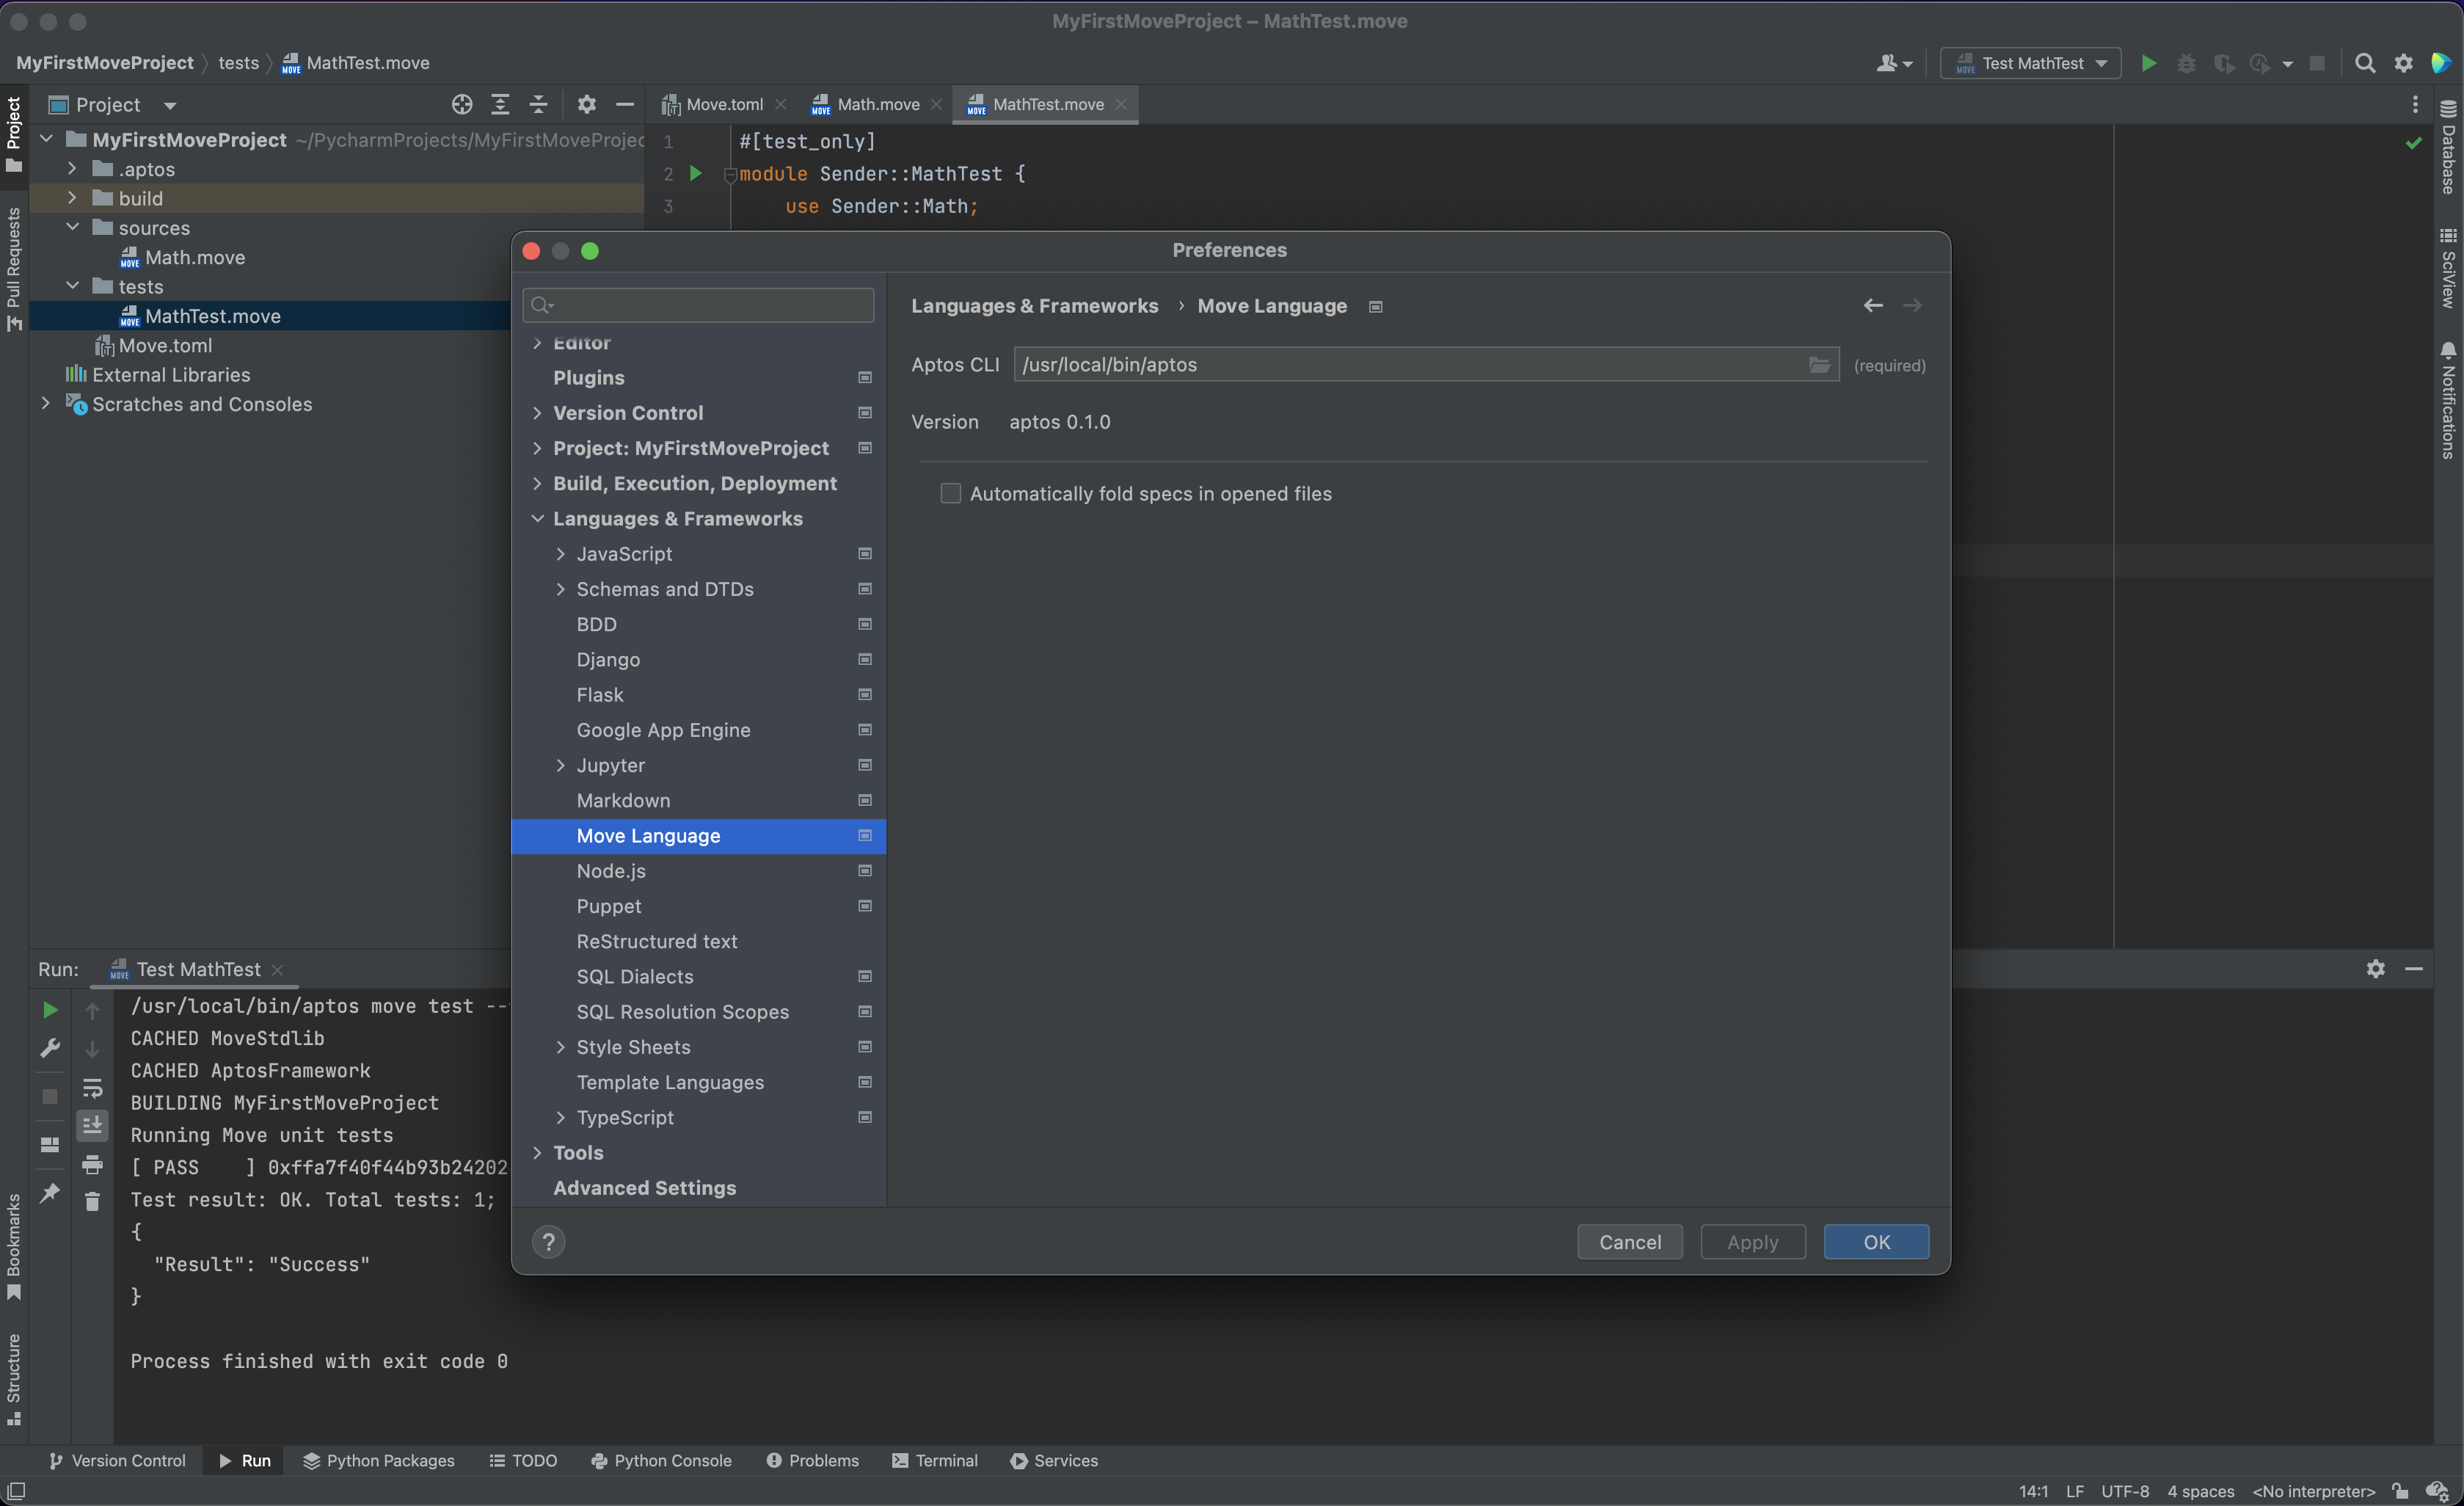 MyFirstMoveProject – MathTest.move
MyFirstMoveProject
tests
MOVE
MathTest.move
MOVE
Test MathTest
Project
Move.toml
MOVE
Math.move
MOVE
MathTest.move
Project
Pull Requests
Bookmarks
Structure
MyFirstMoveProject ~/PycharmProjects/MyFirstMoveProjec
.aptos
build
sources
MOVE
Math.move
tests
MOVE
MathTest.move
Move.toml
External Libraries
Scratches and Consoles
1 #[test_only]
2 module Sender::MathTest {
3 use Sender::Math;
Database
SciView
Notifications
Preferences
Editor
Plugins
Version Control
Project: MyFirstMoveProject
Build, Execution, Deployment
Languages & Frameworks
JavaScript
Schemas and DTDs
BDD
Django
Flask
Google App Engine
Jupyter
Markdown
Move Language
Node.js
Puppet
ReStructured text
SQL Dialects
SQL Resolution Scopes
Style Sheets
Template Languages
TypeScript
Tools
Advanced Settings
Languages & Frameworks › Move Language
Aptos CLI /usr/local/bin/aptos (required)
Version aptos 0.1.0
Automatically fold specs in opened files
?
Cancel
Apply
OK
Run:
MOVE
Test MathTest
/usr/local/bin/aptos move test --
CACHED MoveStdlib
CACHED AptosFramework
BUILDING MyFirstMoveProject
Running Move unit tests
[ PASS ] 0xffa7f40f44b93b24202
Test result: OK. Total tests: 1;
{
"Result": "Success"
}
Process finished with exit code 0
Version Control
Run
Python Packages
TODO
Python Console
Problems
Terminal
Services
14:1 LF UTF-8 4 spaces <No interpreter>